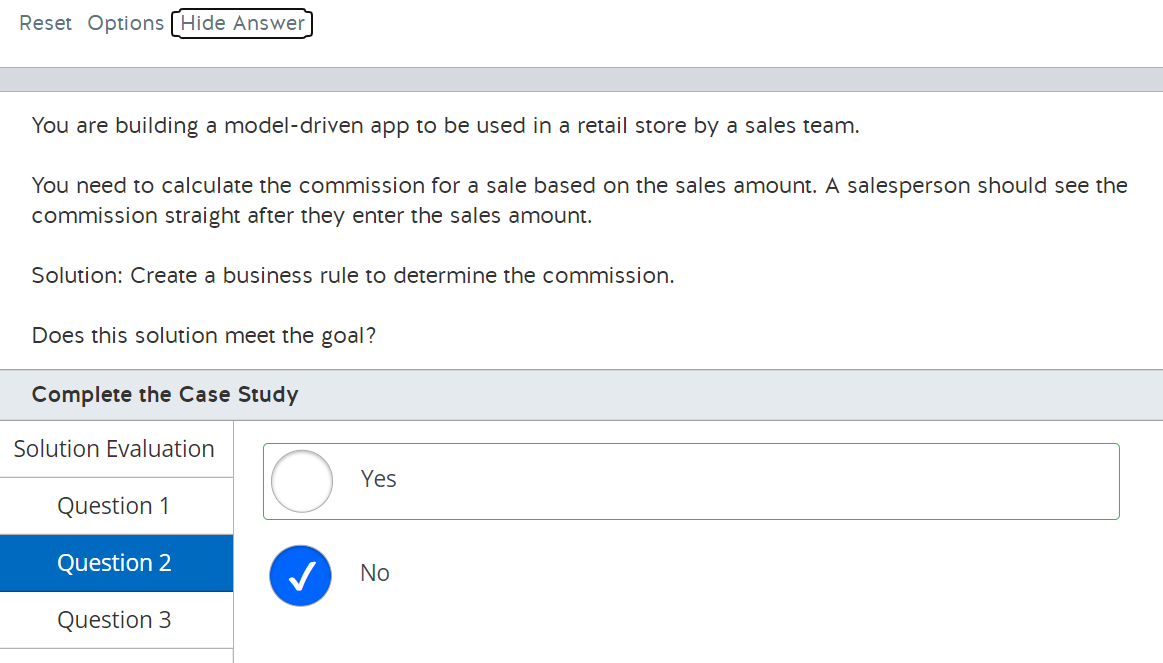 Reset Options Hide Answer
You are building a model-driven app to be used in a retail store by a sales team.
You need to calculate the commission for a sale based on the sales amount. A salesperson should see the
commission straight after they enter the sales amount.
Solution: Create a business rule to determine the commission.
Does this solution meet the goal?
Complete the Case Study
Solution Evaluation
Question 1
Question 2
Question 3
Yes
No